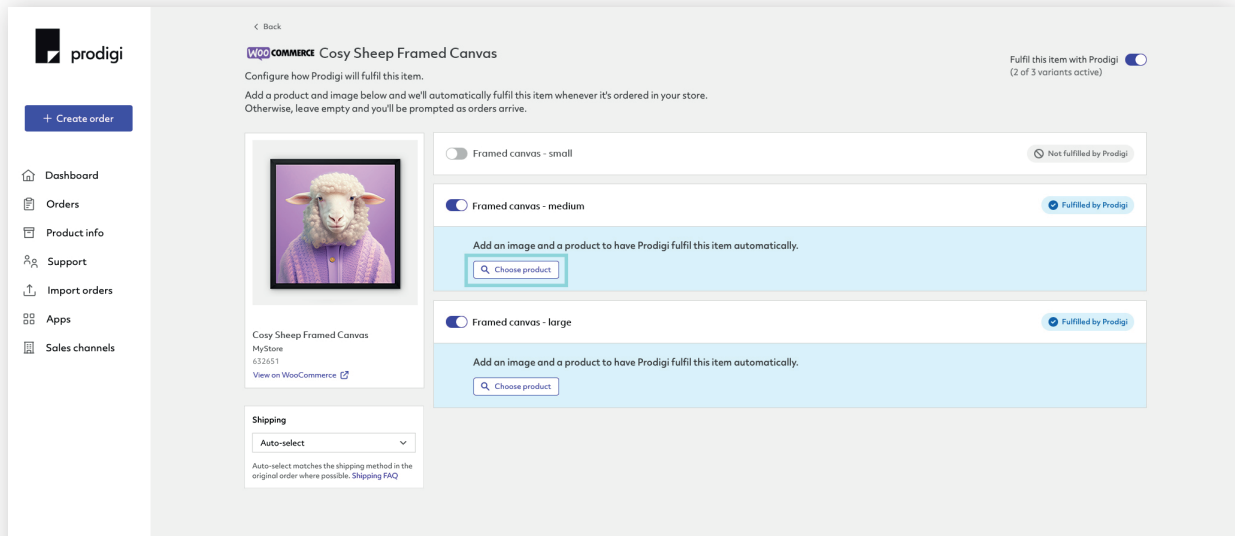 prodigi
+ Create order
Dashboard
Orders
Product info
Support
Import orders
Apps
Sales channels
< Back
WOO COMMERCE Cosy Sheep Framed Canvas
Configure how Prodigi will fulfil this item.
Add a product and image below and we'll automatically fulfil this item whenever it's ordered in your store.
Otherwise, leave empty and you'll be prompted as orders arrive.
Fulfil this item with Prodigi
(2 of 3 variants active)
Cosy Sheep Framed Canvas
MyStore
632651
View on WooCommerce
Shipping
Auto-select
Auto-select matches the shipping method in the
original order where possible. Shipping FAQ
Framed canvas - small
Not fulfilled by Prodigi
Framed canvas - medium
Fulfilled by Prodigi
Add an image and a product to have Prodigi fulfil this item automatically.
Choose product
Framed canvas - large
Fulfilled by Prodigi
Add an image and a product to have Prodigi fulfil this item automatically.
Choose product